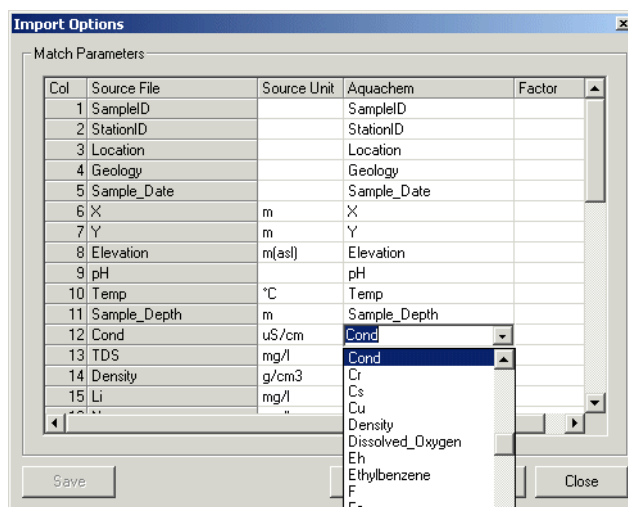 Import Options
Match Parameters
Col Source File Source Unit Aquachem Factor
1 SampleID SampleID
2 StationID StationID
3 Location Location
4 Geology Geology
5 Sample_Date Sample_Date
6 X m X
7 Y m Y
8 Elevation m(asl) Elevation
9 pH pH
10 Temp °C Temp
11 Sample_Depth m Sample_Depth
12 Cond uS/cm Cond
13 TDS mg/l
14 Density g/cm3
15 Li mg/l
Cond
Cr
Cs
Cu
Density
Dissolved_Oxygen
Eh
Ethylbenzene
F
Save Close